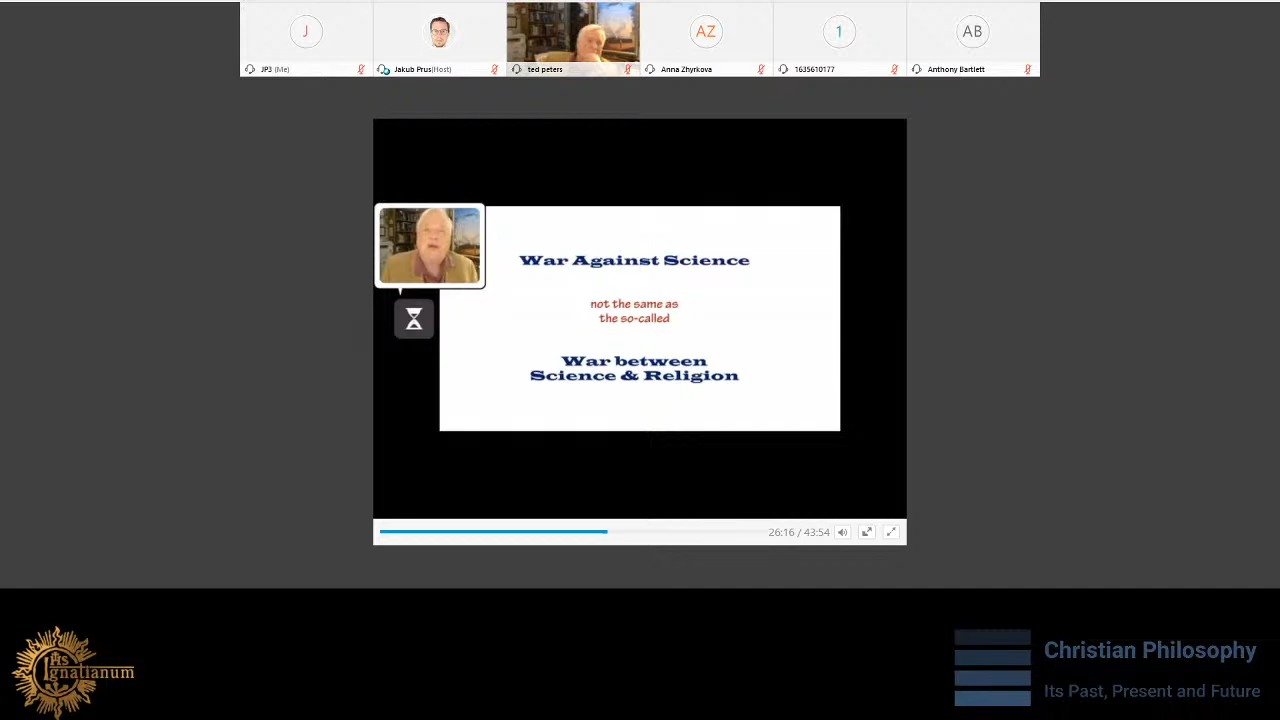 J
AZ
1
AB
JP3 (Me)
Jakub Prus(Host)
ted peters
Anna Zhyrkova
1635610177
Anthony Bartlett
War Against Science
not the same as
the so-called
War between
Science & Religion
26:16 / 43:54
IHS
Ignatianum
Christian Philosophy
Its Past, Present and Future